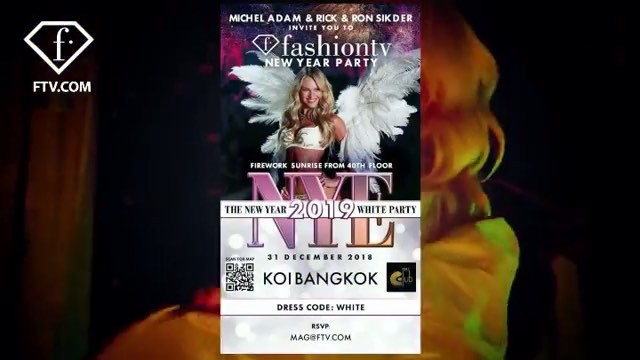 f
FTV.COM
MICHEL ADAM & RICK & RON SIKDER
INVITE YOU TO
f fashiontv
NEW YEAR PARTY
FIREWORK SUNRISE FROM 40TH FLOOR
NYE
THE NEW YEAR 2019 WHITE PARTY
31 DECEMBER 2018
SCAN FOR MAP
KOI BANGKOK
DRESS CODE: WHITE
RSVP:
MAG@FTV.COM